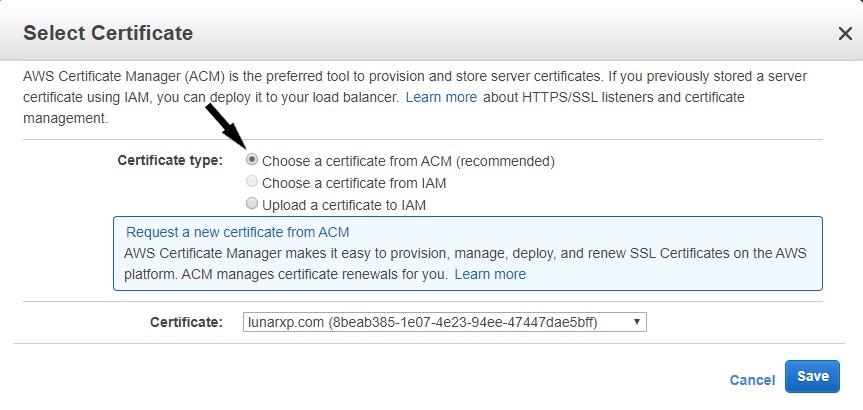 Select Certificate
AWS Certificate Manager (ACM) is the preferred tool to provision and store server certificates. If you previously stored a server
certificate using IAM, you can deploy it to your load balancer. Learn more about HTTPS/SSL listeners and certificate
management.
Certificate type: Choose a certificate from ACM (recommended)
Choose a certificate from IAM
Upload a certificate to IAM
Request a new certificate from ACM
AWS Certificate Manager makes it easy to provision, manage, deploy, and renew SSL Certificates on the AWS
platform. ACM manages certificate renewals for you. Learn more
Certificate: lunarxp.com (8beab385-1e07-4e23-94ee-47447dae5bff)
Cancel Save